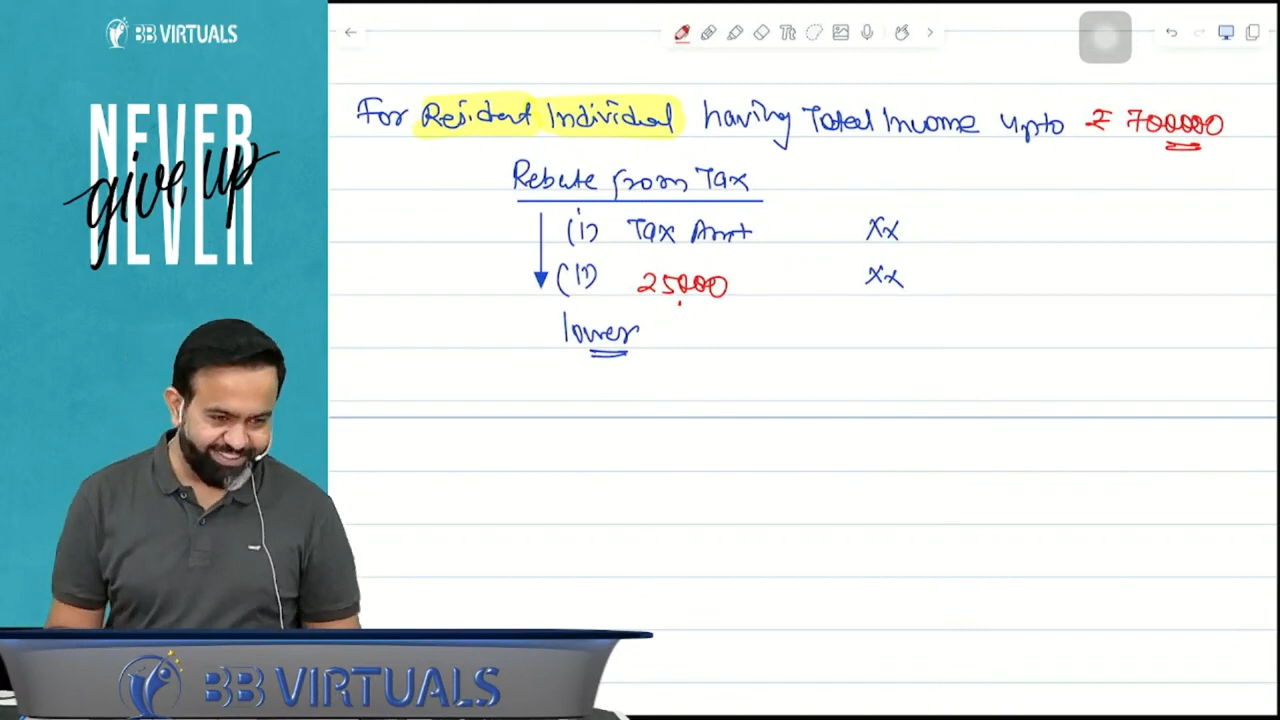 BB VIRTUALS
NEVER
give up
NEVER
For Resident Individual having Total Income upto ₹ 700000
Rebate from Tax
(i) Tax Amt xx
(ii) 25000 xx
lower
BB VIRTUALS